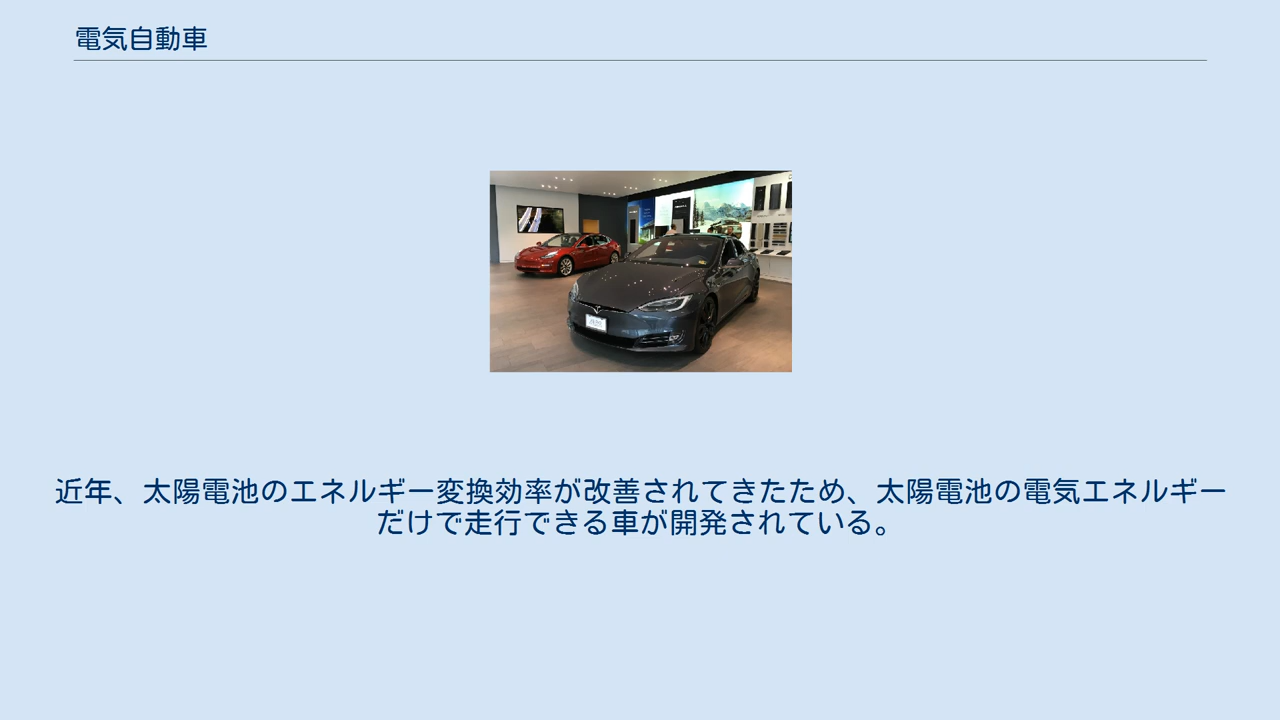 電気自動車
近年、太陽電池のエネルギー変換効率が改善されてきたため、太陽電池の電気エネルギー
だけで走行できる車が開発されている。